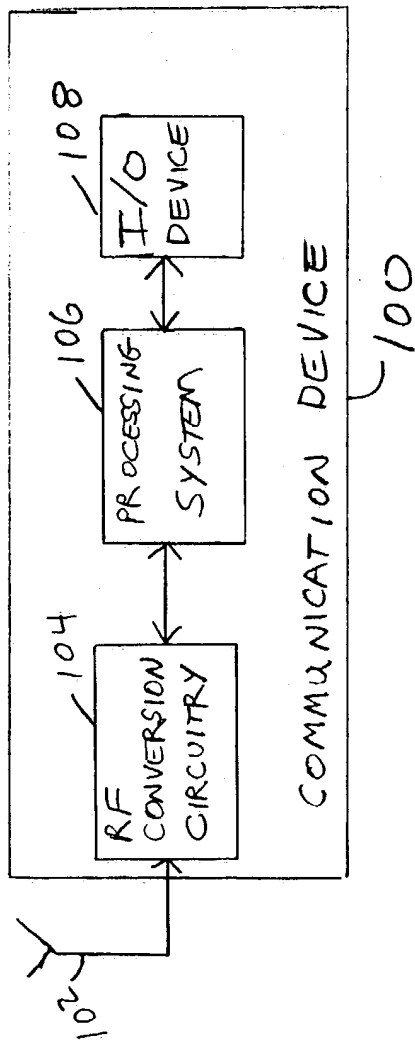 102
104
RF
CONVERSION
CIRCUITRY
106
PROCESSING
SYSTEM
108
I/O
DEVICE
COMMUNICATION DEVICE
100